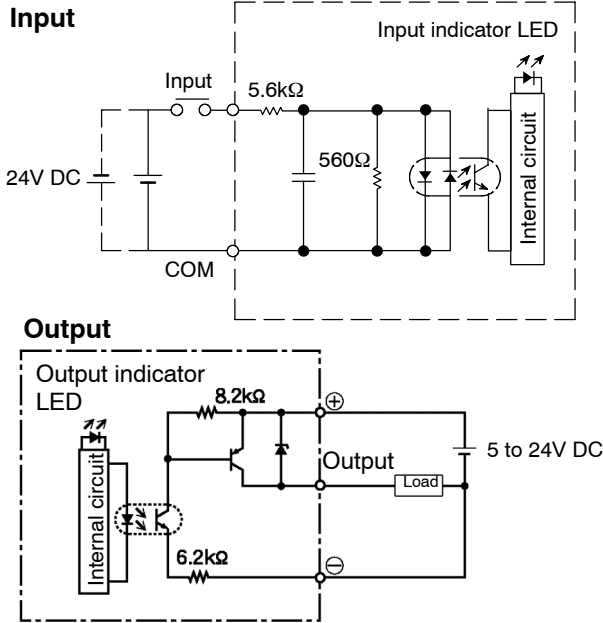 Input
Input indicator LED
Input
5.6kΩ
560Ω
24V DC
Internal circuit
COM
Output
Output indicator
LED
8.2kΩ
⊕
5 to 24V DC
Output
Load
Internal circuit
6.2kΩ
⊖